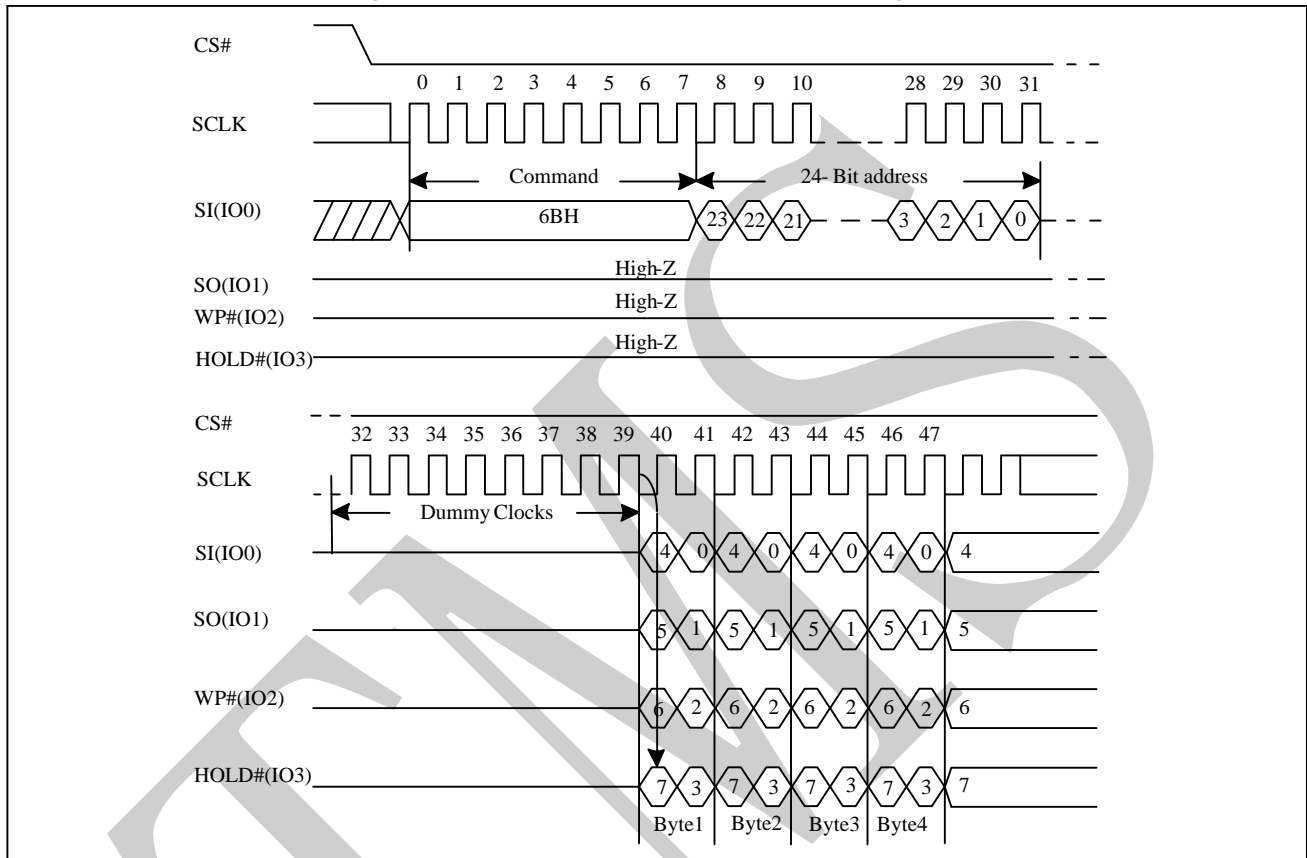 CS#
0 1 2 3 4 5 6 7 8 9 10 28 29 30 31
SCLK
Command 24- Bit address
SI(IO0) 6BH 23 22 21 3 2 1 0
High-Z
SO(IO1)
High-Z
WP#(IO2)
High-Z
HOLD#(IO3)
CS#
32 33 34 35 36 37 38 39 40 41 42 43 44 45 46 47
SCLK
Dummy Clocks
SI(IO0) 4 0 4 0 4 0 4 0 4
SO(IO1) 5 1 5 1 5 1 5 1 5
WP#(IO2) 6 2 6 2 6 2 6 2 6
HOLD#(IO3) 7 3 7 3 7 3 7 3 7
Byte1 Byte2 Byte3 Byte4